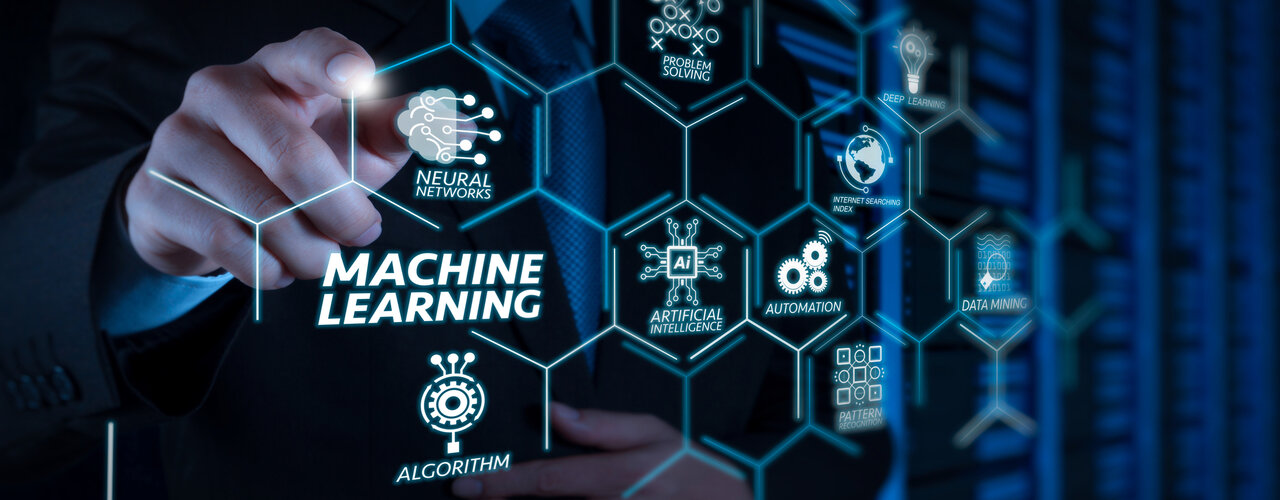 PROBLEM
SOLVING
DEEP LEARNING
NEURAL
NETWORKS
INTERNET SEARCHING
INDEX
MACHINE
LEARNING
Ai
ARTIFICIAL
INTELLIGENCE
AUTOMATION
0101001
DATA MINING
PATTERN
RECOGNITION
ALGORITHM